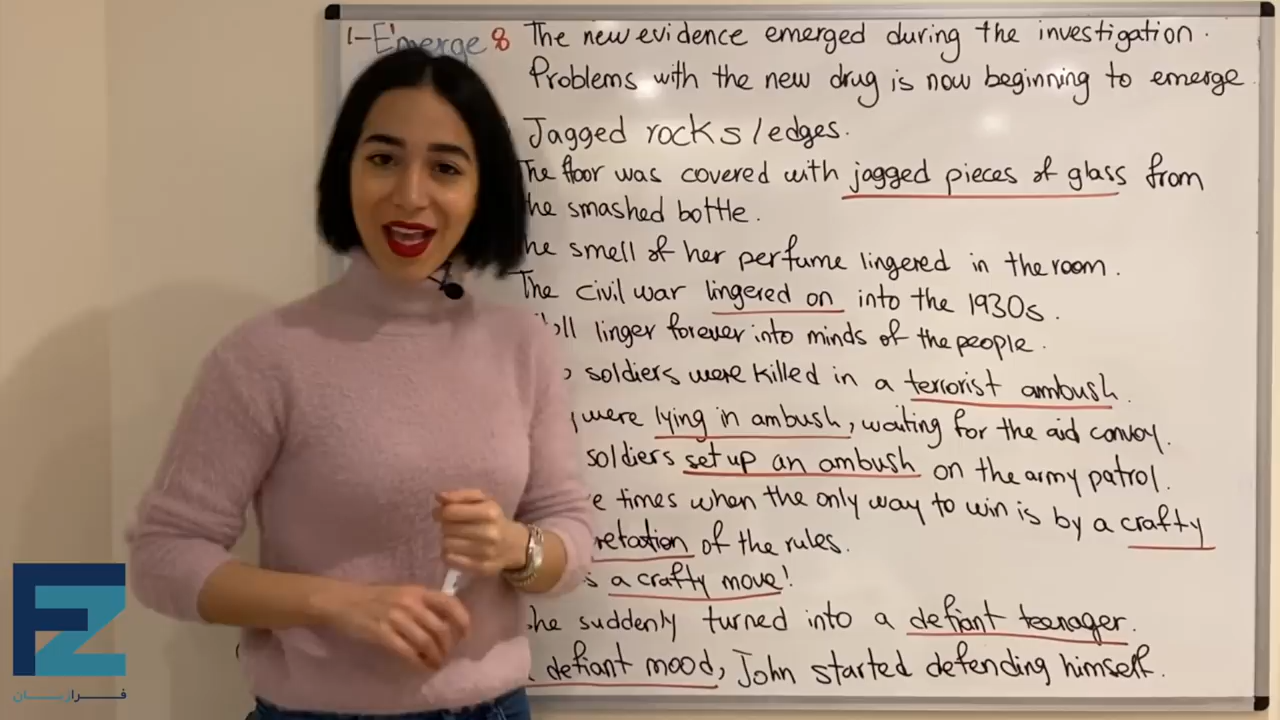 1-Emerge: The new evidence emerged during the investigation.
Problems with the new drug is now beginning to emerge
Jagged rocks/edges.
The floor was covered with jagged pieces of glass from
the smashed bottle.
he smell of her perfume lingered in the room.
The civil war lingered on into the 1930s.
linger forever into minds of the people.
soldiers were killed in a terrorist ambush.
were lying in ambush, waiting for the aid convoy.
soldiers set up an ambush on the army patrol.
e times when the only way to win is by a crafty
retation of the rules.
s a crafty move!
he suddenly turned into a defiant teenager.
defiant mood, John started defending himself.
FZ
فرازبان